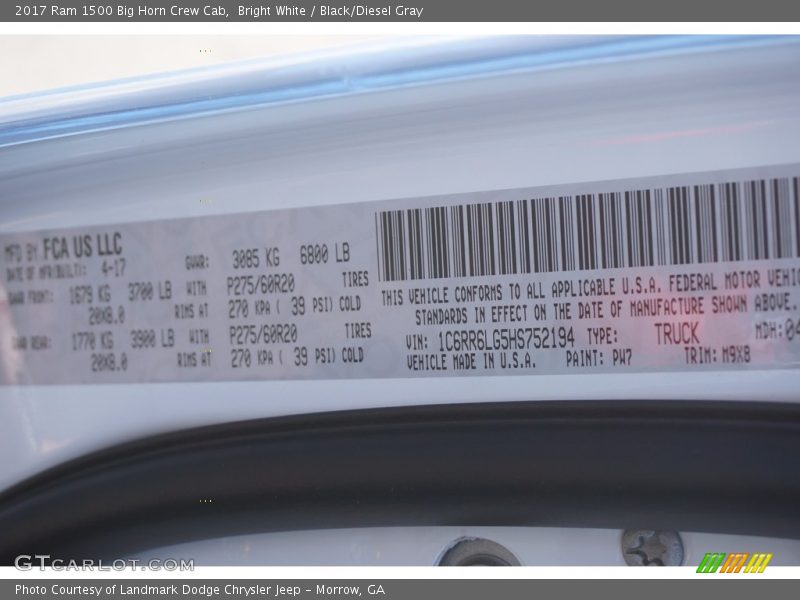 2017 Ram 1500 Big Horn Crew Cab,  Bright White / Black/Diesel Gray
MFD BY FCA US LLC
DATE OF MFR(BUILT): 4-17
GVWR: 3085 KG 6800 LB
GAWR FRONT: 1679 KG 3700 LB WITH P275/60R20 TIRES
20X8.0 RIMS AT 270 KPA ( 39 PSI) COLD
GAWR REAR: 1770 KG 3900 LB WITH P275/60R20 TIRES
20X8.0 RIMS AT 270 KPA ( 39 PSI) COLD
THIS VEHICLE CONFORMS TO ALL APPLICABLE U.S.A. FEDERAL MOTOR VEHIC
STANDARDS IN EFFECT ON THE DATE OF MANUFACTURE SHOWN ABOVE.
VIN: 1C6RR6LG5HS752194 TYPE: TRUCK MDH: 04
VEHICLE MADE IN U.S.A. PAINT: PW7 TRIM: M9X8
GTCARLOT.COM
Photo Courtesy of Landmark Dodge Chrysler Jeep – Morrow, GA